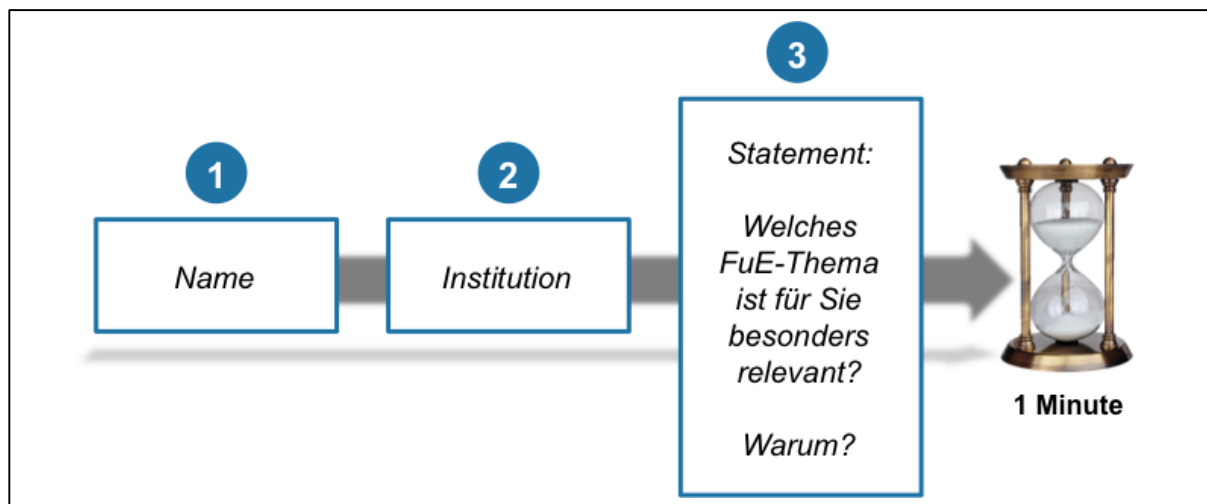 1
Name
2
Institution
3
Statement:
Welches
FuE-Thema
ist für Sie
besonders
relevant?
Warum?
1 Minute